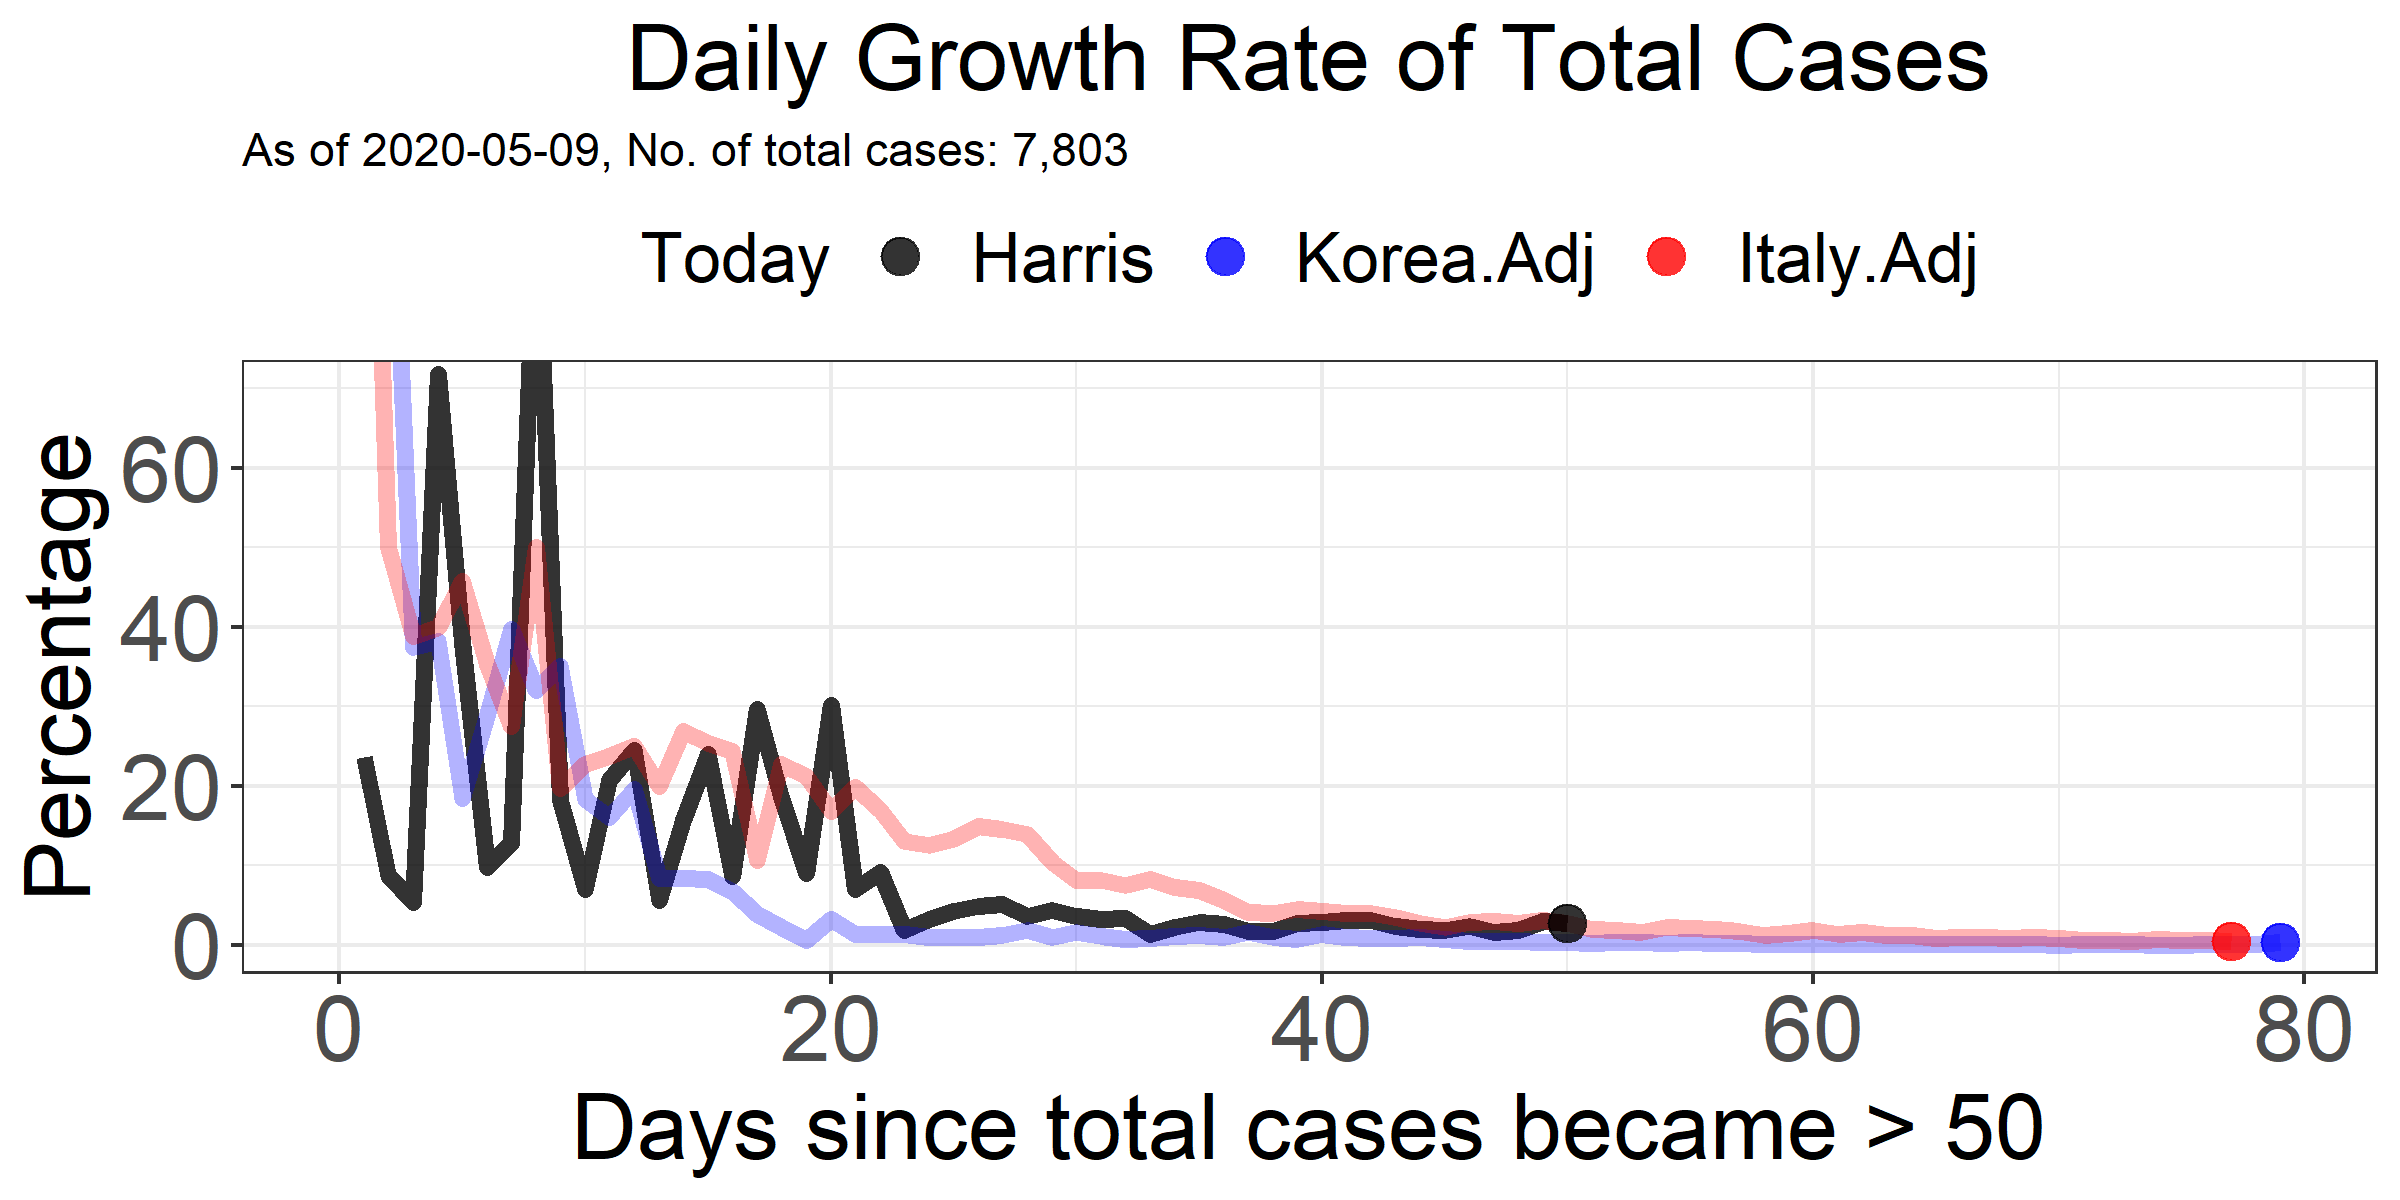 Daily Growth Rate of Total Cases
As of 2020-05-09, No. of total cases: 7,803
Today Harris Korea.Adj Italy.Adj
Percentage
60
40
20
0
0 20 40 60 80
Days since total cases became > 50